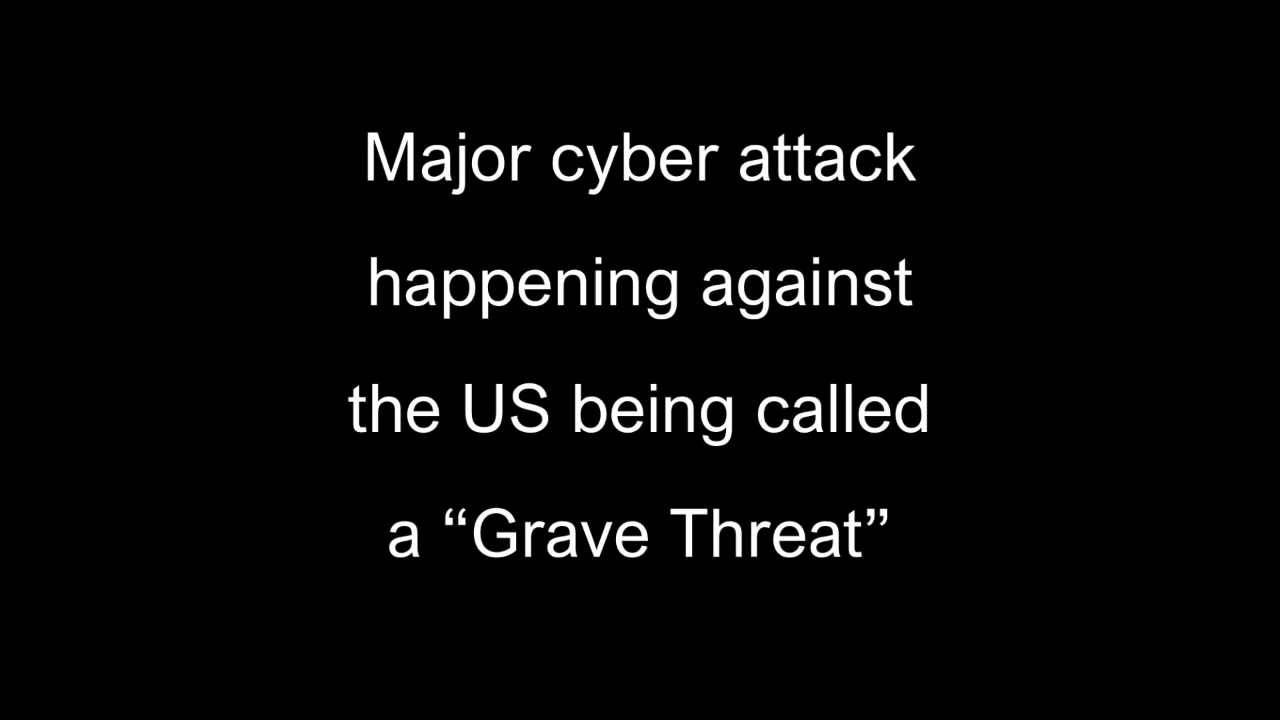 Major cyber attack
happening against
the US being called
a “Grave Threat”